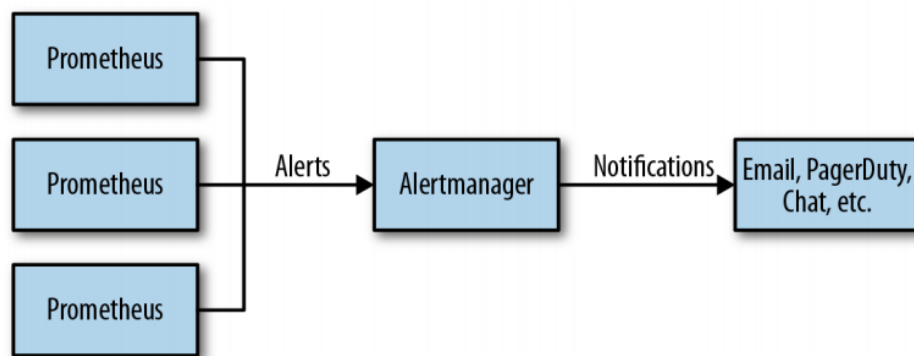 Prometheus
Prometheus
Alerts
Alertmanager
Notifications
Email, PagerDuty,
Chat, etc.
Prometheus